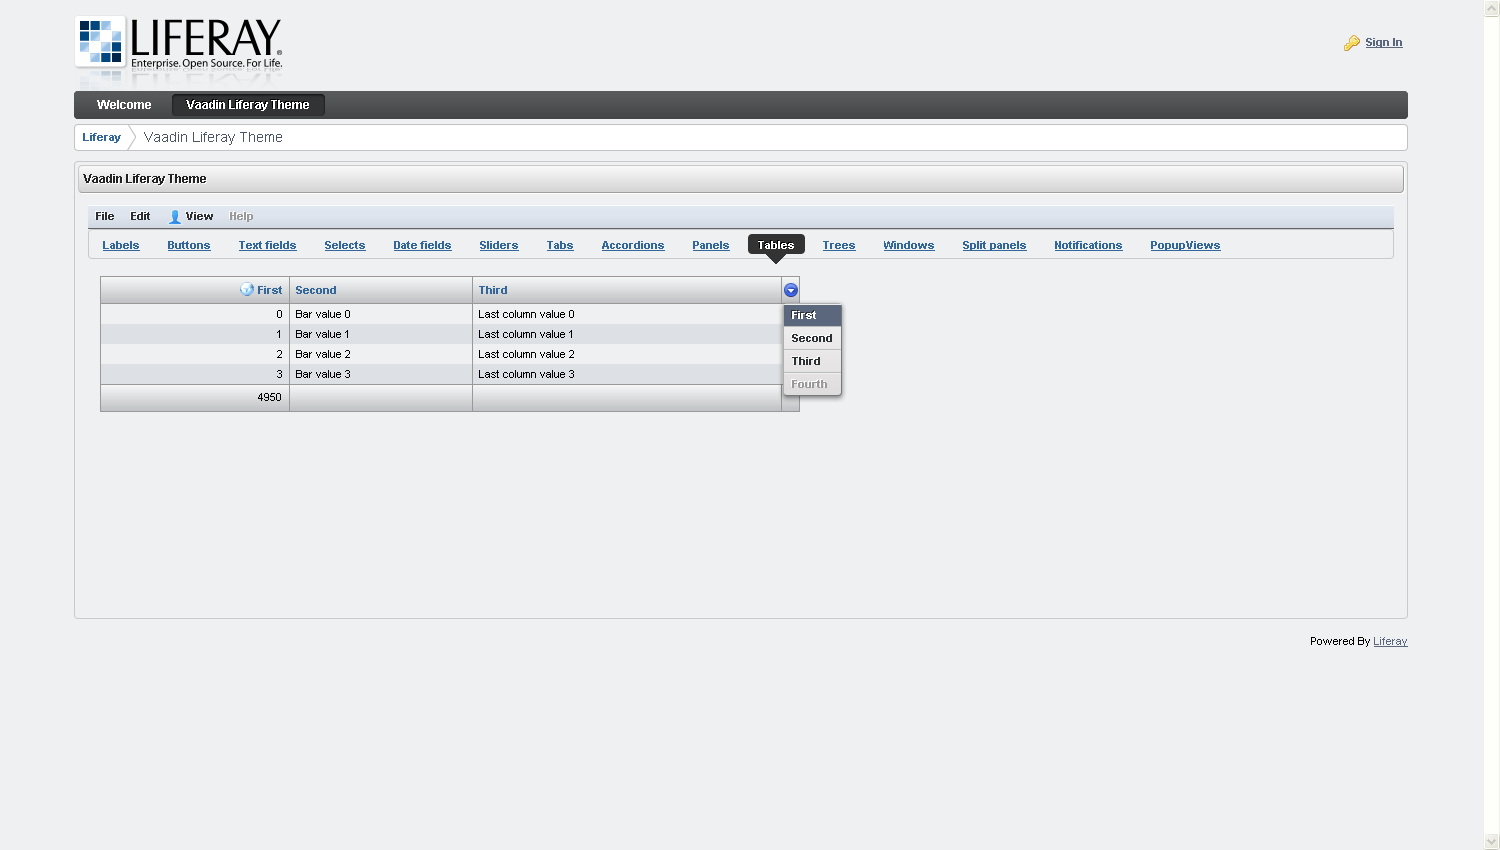 LIFERAY.
Enterprise. Open Source. For Life.
Sign In
Welcome Vaadin Liferay Theme
Liferay Vaadin Liferay Theme
Vaadin Liferay Theme
File Edit View Help
Labels Buttons Text fields Selects Date fields Sliders Tabs Accordions Panels Tables Trees Windows Split panels Notifications PopupViews
First Second Third
0 Bar value 0 Last column value 0
1 Bar value 1 Last column value 1
2 Bar value 2 Last column value 2
3 Bar value 3 Last column value 3
4950
First
Second
Third
Fourth
Powered By Liferay